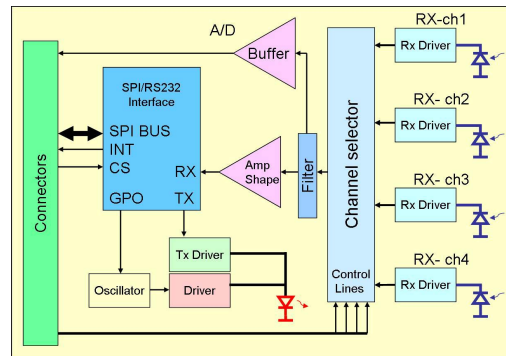 A/D
Buffer
SPI/RS232
Interface
SPI BUS
INT
CS
RX
GPO
TX
Connectors
Amp
Shape
Filter
Channel selector
Control
Lines
Tx Driver
Oscillator
Driver
RX-ch1
Rx Driver
RX- ch2
Rx Driver
RX- ch3
Rx Driver
RX- ch4
Rx Driver